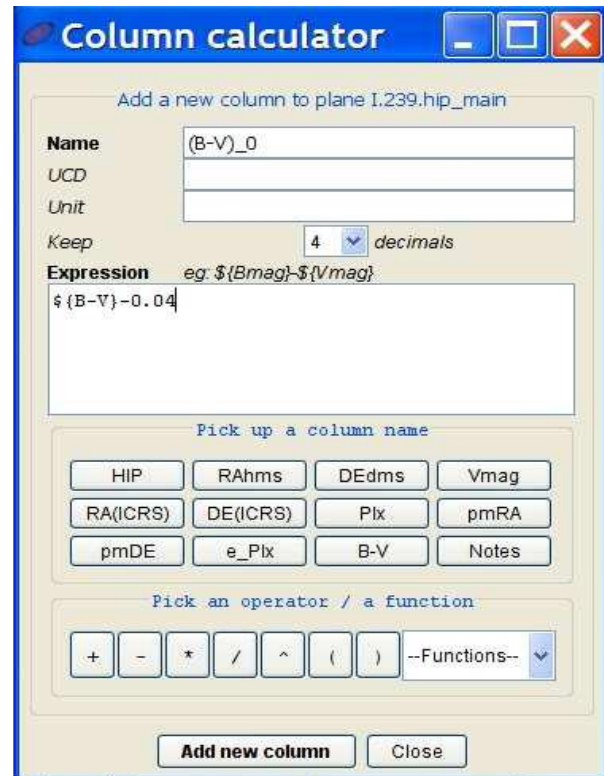 Column calculator
Add a new column to plane I.239.hip_main
Name (B-V)_0
UCD
Unit
Keep 4 decimals
Expression eg: ${Bmag}-${Vmag}
${B-V}-0.04
Pick up a column name
HIP RAhms DEdms Vmag
RA(ICRS) DE(ICRS) Plx pmRA
pmDE e_Plx B-V Notes
Pick an operator / a function
+ - * / ^ ( ) --Functions--
Add new column Close